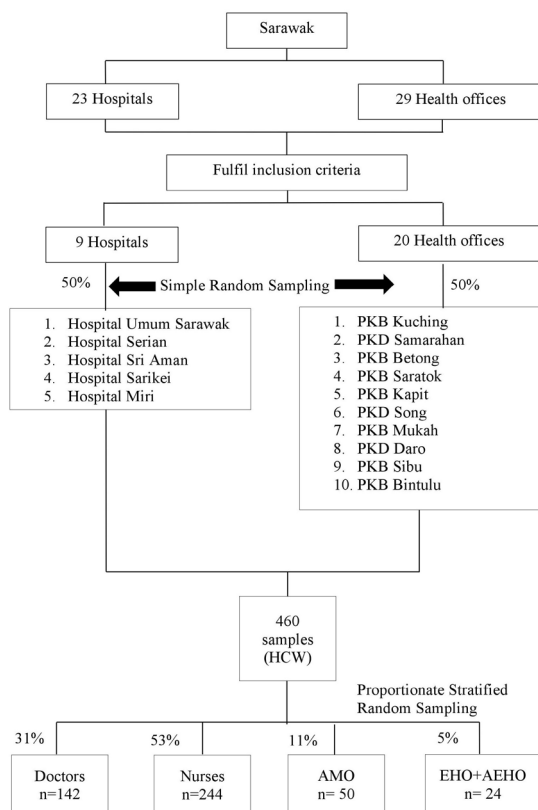 Sarawak
23 Hospitals
29 Health offices
Fulfil inclusion criteria
9 Hospitals
20 Health offices
50%
Simple Random Sampling
50%
1. Hospital Umum Sarawak
2. Hospital Serian
3. Hospital Sri Aman
4. Hospital Sarikei
5. Hospital Miri
1. PKB Kuching
2. PKD Samarahan
3. PKB Betong
4. PKB Saratok
5. PKB Kapit
6. PKD Song
7. PKB Mukah
8. PKD Daro
9. PKB Sibu
10. PKB Bintulu
460
samples
(HCW)
Proportionate Stratified
Random Sampling
31%
53%
11%
5%
Doctors
n=142
Nurses
n=244
AMO
n= 50
EHO+AEHO
n= 24